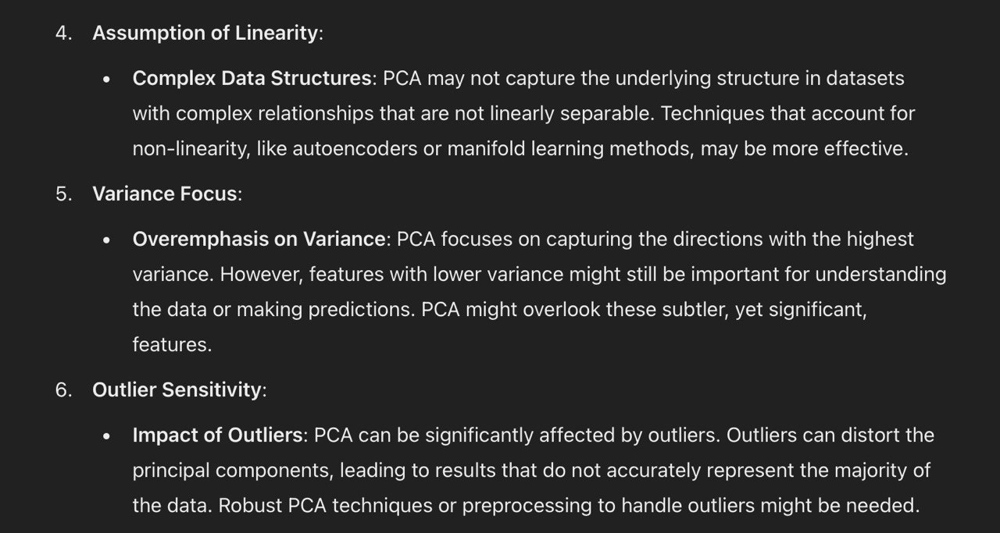 4. Assumption of Linearity:
• Complex Data Structures: PCA may not capture the underlying structure in datasets
with complex relationships that are not linearly separable. Techniques that account for
non-linearity, like autoencoders or manifold learning methods, may be more effective.
5. Variance Focus:
• Overemphasis on Variance: PCA focuses on capturing the directions with the highest
variance. However, features with lower variance might still be important for understanding
the data or making predictions. PCA might overlook these subtler, yet significant,
features.
6. Outlier Sensitivity:
• Impact of Outliers: PCA can be significantly affected by outliers. Outliers can distort the
principal components, leading to results that do not accurately represent the majority of
the data. Robust PCA techniques or preprocessing to handle outliers might be needed.